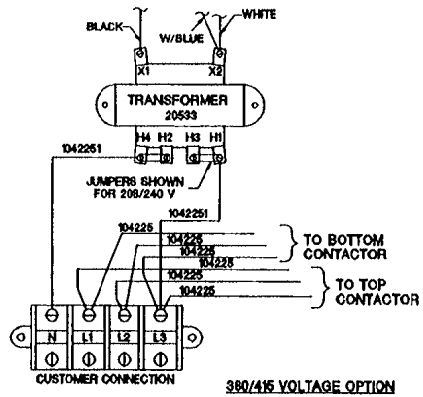 WHITE
BLACK
W/BLUE
X1 X2
TRANSFORMER
20533
H4 H2 H3 H1
1042251
JUMPERS SHOWN
FOR 208/240 V
1042251
104225
104225
104225
104225
104225
104225
TO BOTTOM
CONTACTOR
TO TOP
CONTACTOR
N L1 L2 L3
CUSTOMER CONNECTION
380/415 VOLTAGE OPTION